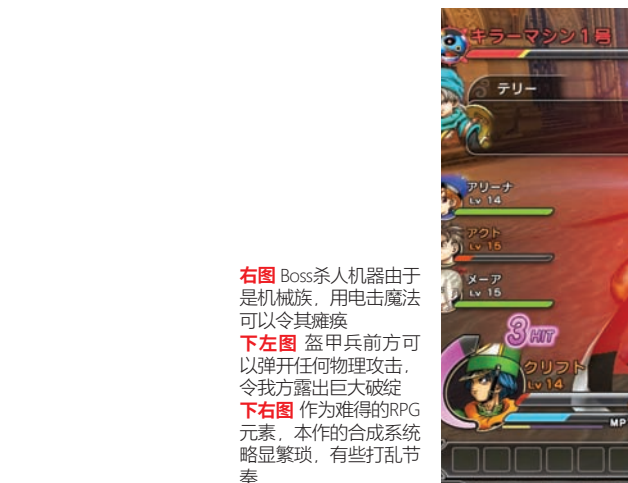 右图 Boss杀人机器由于
是机械族，用电击魔法
可以令其瘫痪
下左图 盔甲兵前方可
以弹开任何物理攻击，
令我方露出巨大破绽
下右图 作为难得的RPG
元素，本作的合成系统
略显繁琐，有些打乱节
奏
キラーマシン1号
テリー
アリーナ
Lv 14
アクト
Lv 15
メーア
Lv 15
3 HIT
クリフト
Lv 14
MP